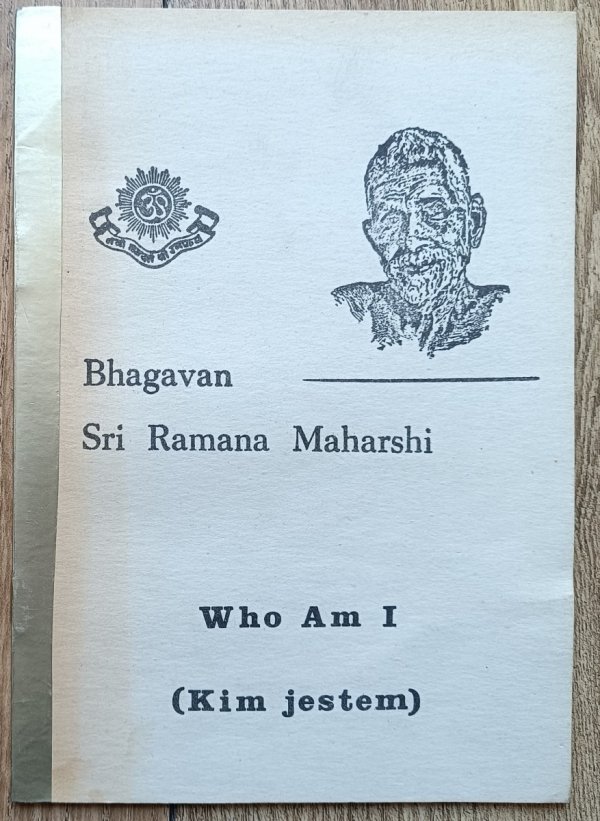 ॐ
Bhagavan
Sri Ramana Maharshi
Who Am I
(Kim jestem)